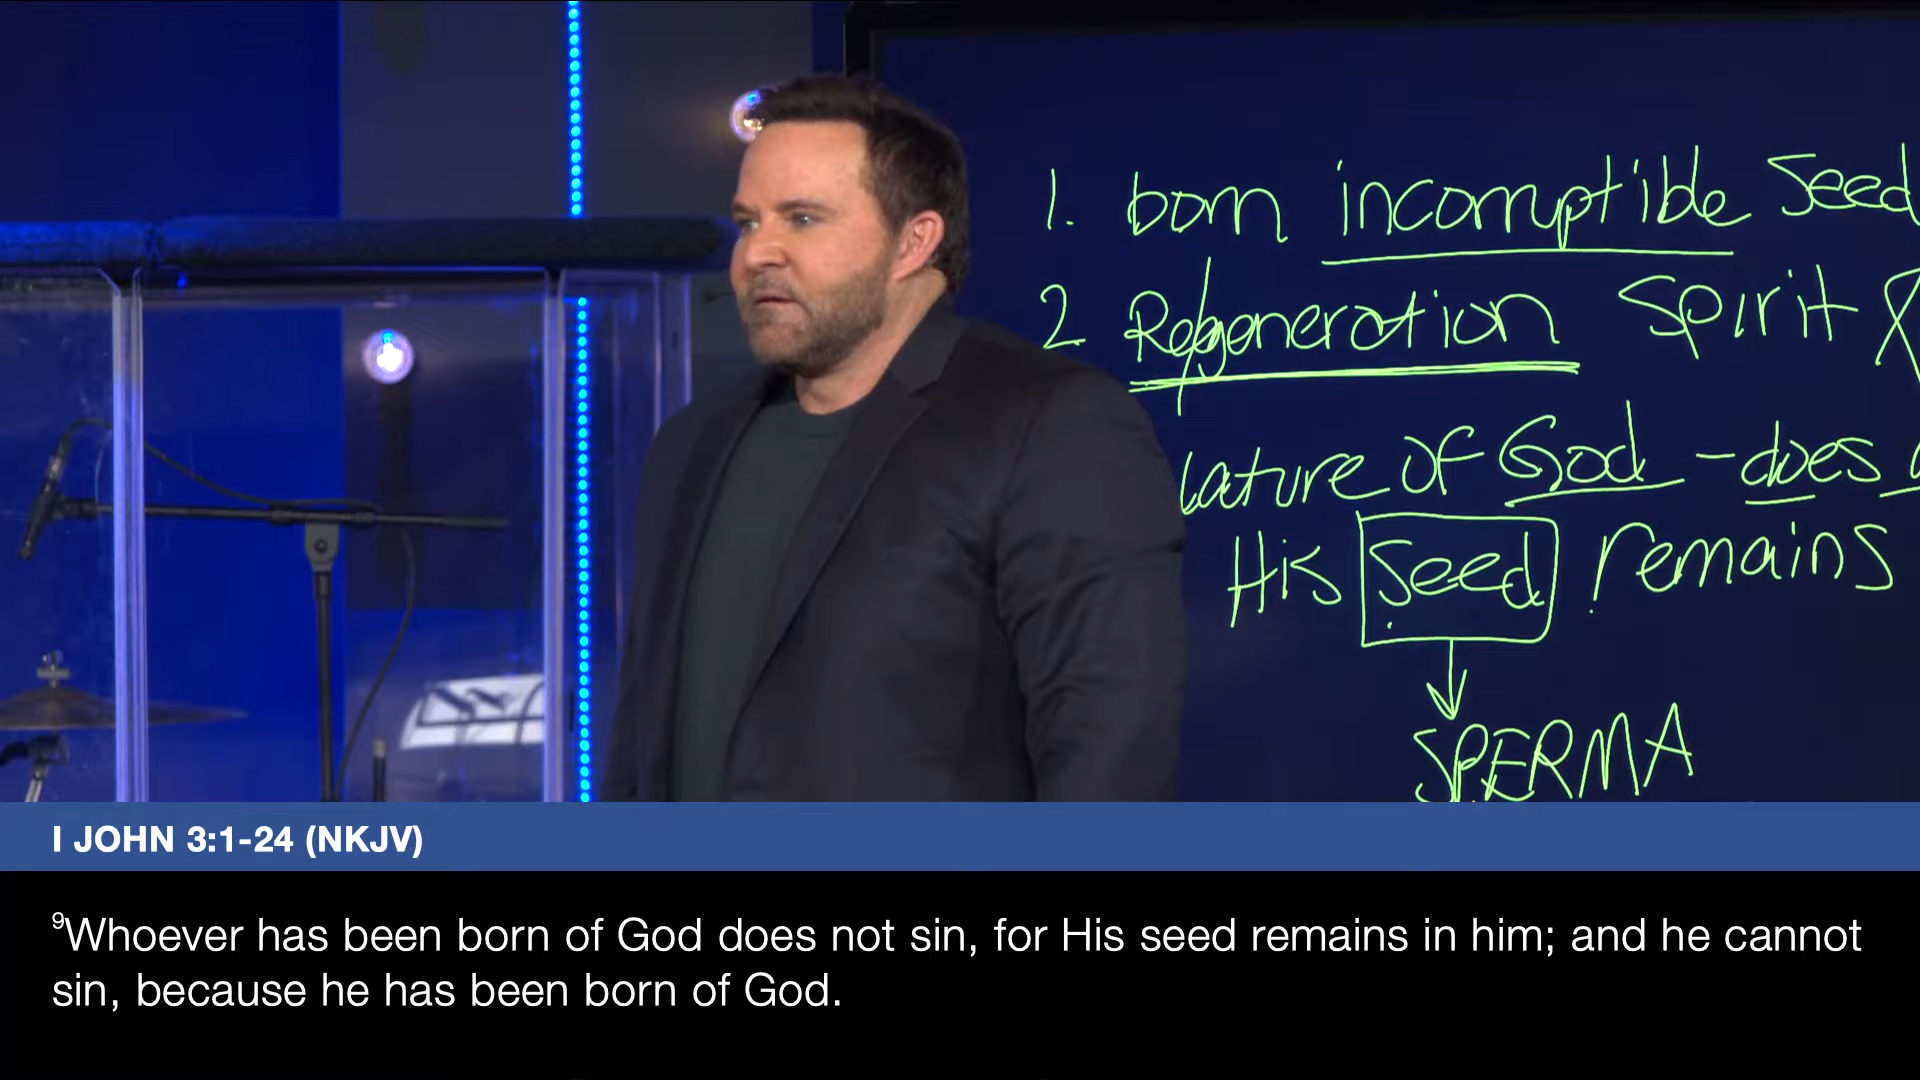 1. born incorruptible Seed
2 Regeneration Spirit
ature of God - does
His Seed remains
SPERMA
I JOHN 3:1-24 (NKJV)
9Whoever has been born of God does not sin, for His seed remains in him; and he cannot
sin, because he has been born of God.